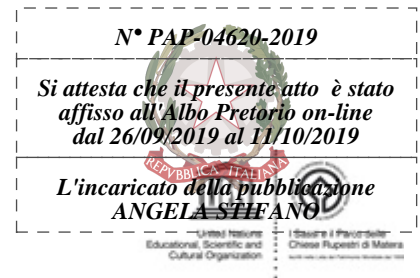 N° PAP-04620-2019
Si attesta che il presente atto è stato
affisso all'Albo Pretorio on-line
dal 26/09/2019 al 11/10/2019
L'incaricato della pubblicazione
ANGELA STIFANO
REPVBBLICA ITALIANA
United Nations
Educational, Scientific and
Cultural Organization
I Sassi e il Parco delle
Chiese Rupestri di Matera